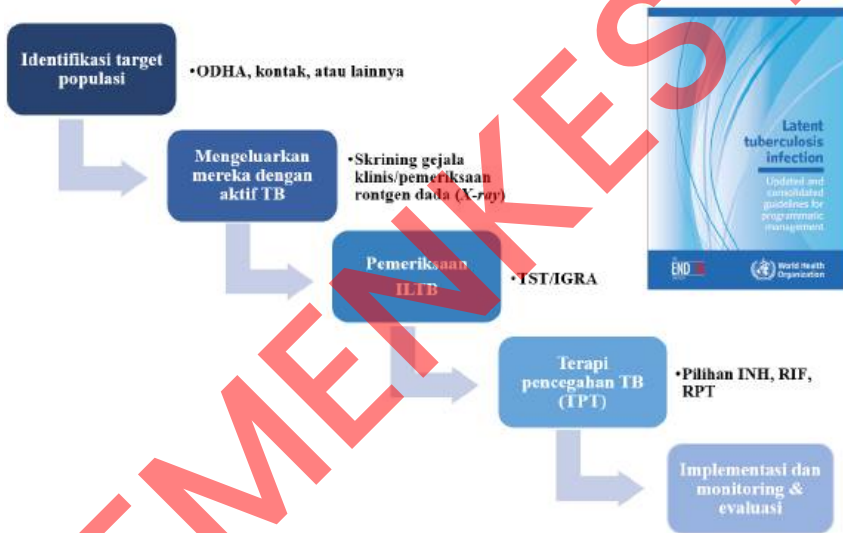 Identifikasi target
populasi
•ODHA, kontak, atau lainnya
Mengeluarkan
mereka dengan
aktif TB
•Skrining gejala
klinis/pemeriksaan
rontgen dada (X-ray)
Pemeriksaan
ILTB
•TST/IGRA
Terapi
pencegahan TB
(TPT)
•Pilihan INH, RIF,
RPT
Implementasi dan
monitoring &
evaluasi
Latent
tuberculosis
infection
Updated and
consolidated
guidelines for
programmatic
management
END
World Health
Organization
EMENKES